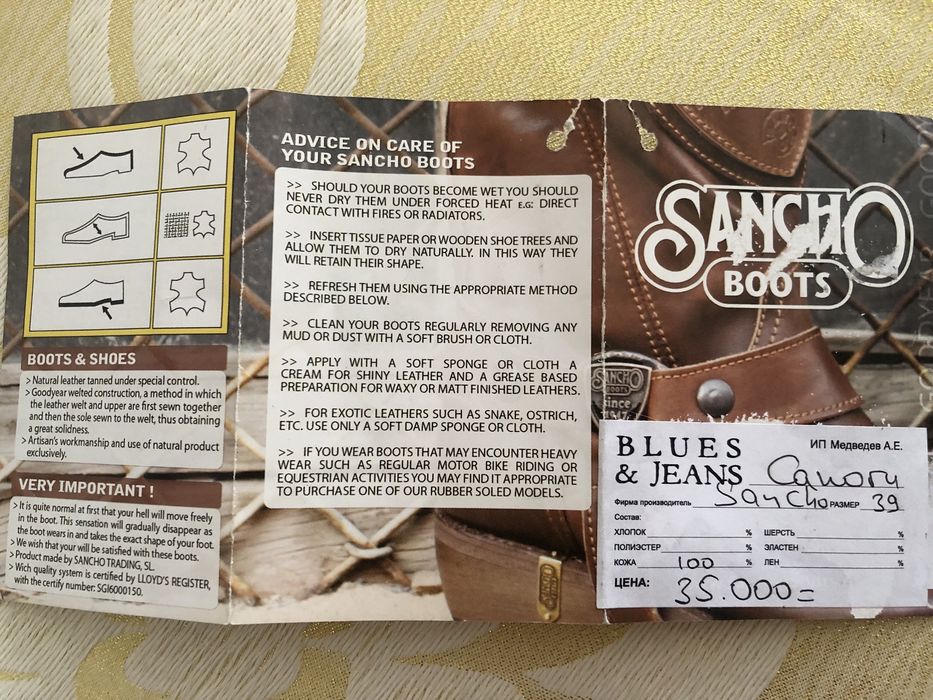 BOOTS & SHOES
> Natural leather tanned under special control.
> Goodyear welted construction, a method in which
the leather welt and upper are first sewn together
and then the sole sewn to the welt, thus obtaining
a great solidness.
> Artisan's workmanship and use of natural product
exclusively.
VERY IMPORTANT !
> It is quite normal at first that your hell will move freely
in the boot. This sensation will gradually disappear as
the boot wears in and takes the exact shape of your foot.
> We wish that your will be satisfied with these boots.
> Product made by SANCHO TRADING, SL.
> Wich quality system is certified by LLOYD'S REGISTER,
with the certify number: SGI6000150.
ADVICE ON CARE OF
YOUR SANCHO BOOTS
>> SHOULD YOUR BOOTS BECOME WET YOU SHOULD
NEVER DRY THEM UNDER FORCED HEAT E.G: DIRECT
CONTACT WITH FIRES OR RADIATORS.
>> INSERT TISSUE PAPER OR WOODEN SHOE TREES AND
ALLOW THEM TO DRY NATURALLY. IN THIS WAY THEY
WILL RETAIN THEIR SHAPE.
>> REFRESH THEM USING THE APPROPRIATE METHOD
DESCRIBED BELOW.
>> CLEAN YOUR BOOTS REGULARLY REMOVING ANY
MUD OR DUST WITH A SOFT BRUSH OR CLOTH.
>> APPLY WITH A SOFT SPONGE OR CLOTH A
CREAM FOR SHINY LEATHER AND A GREASE BASED
PREPARATION FOR WAXY OR MATT FINISHED LEATHERS.
>> FOR EXOTIC LEATHERS SUCH AS SNAKE, OSTRICH,
ETC. USE ONLY A SOFT DAMP SPONGE OR CLOTH.
>> IF YOU WEAR BOOTS THAT MAY ENCOUNTER HEAVY
WEAR SUCH AS REGULAR MOTOR BIKE RIDING OR
EQUESTRIAN ACTIVITIES YOU MAY FIND IT APPROPRIATE
TO PURCHASE ONE OF OUR RUBBER SOLED MODELS.
SANCHO
BOOTS
SANCHO
BOOTS
since
SANCHO
BLUES
& JEANS
ИП Медведев А.Е.
Сапоги
Фирма производитель Sancho РАЗМЕР 39
Состав:
ХЛОПОК % ШЕРСТЬ %
ПОЛИЭСТЕР % ЭЛАСТЕН %
КОЖА 100 % ЛЕН %
ЦЕНА: 35.000=